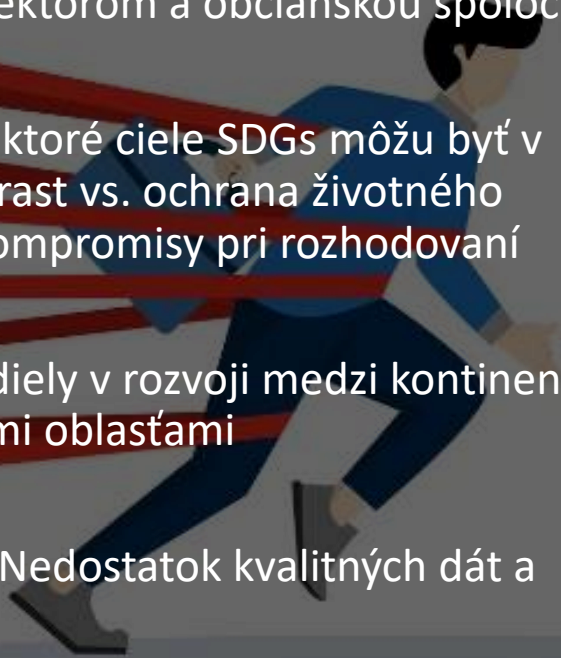 ektorom a občianskou spoloč
ktoré ciele SDGs môžu byť v
rast vs. ochrana životného
ompromisy pri rozhodovaní
diely v rozvoji medzi kontinen
mi oblasťami
Nedostatok kvalitných dát a